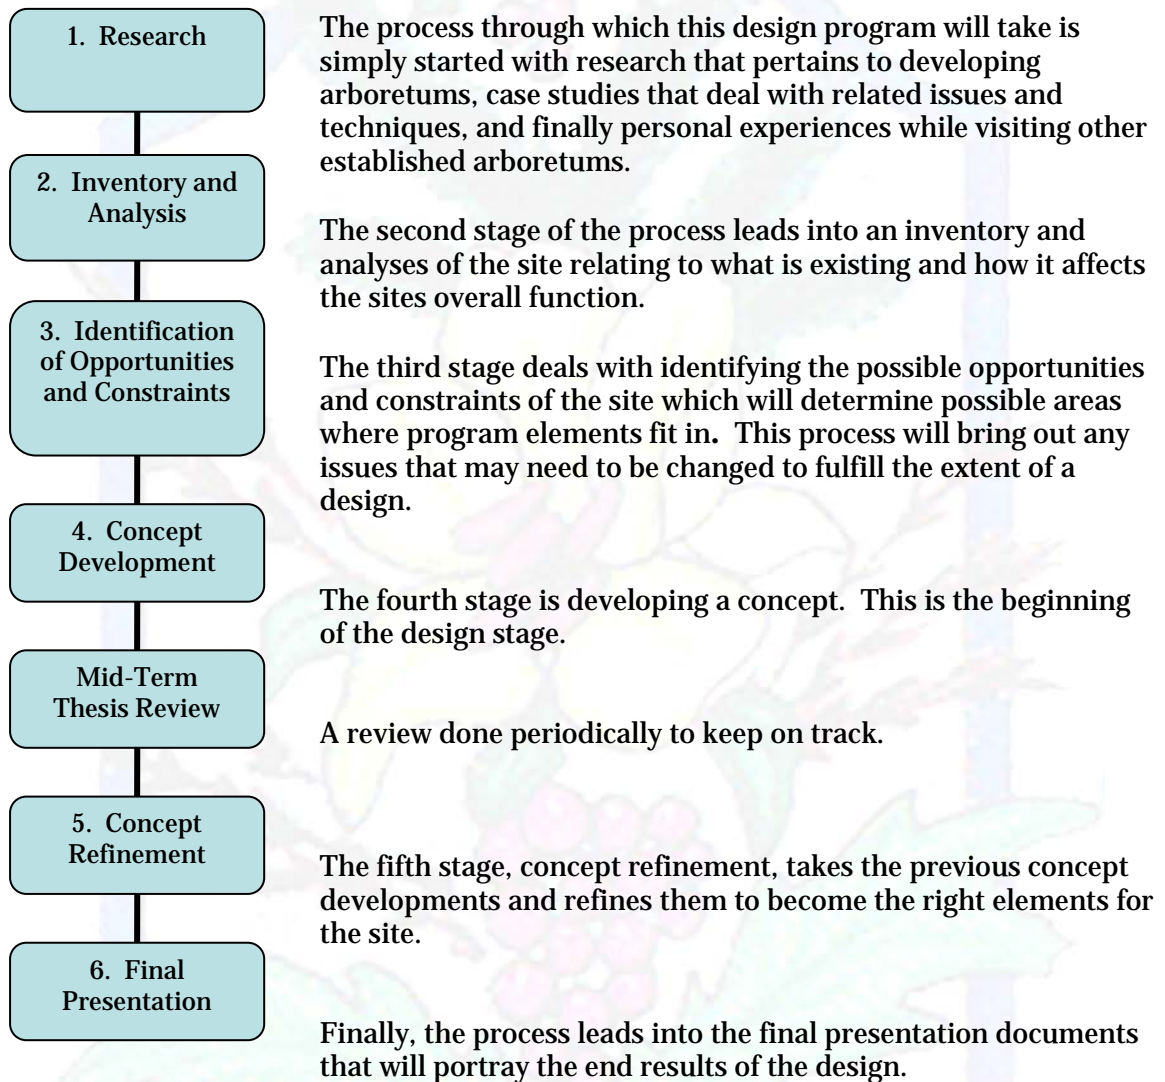 1. Research
The process through which this design program will take is
simply started with research that pertains to developing
arboretums, case studies that deal with related issues and
techniques, and finally personal experiences while visiting other
established arboretums.
2. Inventory and
Analysis
The second stage of the process leads into an inventory and
analyses of the site relating to what is existing and how it affects
the sites overall function.
3. Identification
of Opportunities
and Constraints
The third stage deals with identifying the possible opportunities
and constraints of the site which will determine possible areas
where program elements fit in. This process will bring out any
issues that may need to be changed to fulfill the extent of a
design.
4. Concept
Development
The fourth stage is developing a concept. This is the beginning
of the design stage.
Mid-Term
Thesis Review
A review done periodically to keep on track.
5. Concept
Refinement
The fifth stage, concept refinement, takes the previous concept
developments and refines them to become the right elements for
the site.
6. Final
Presentation
Finally, the process leads into the final presentation documents
that will portray the end results of the design.